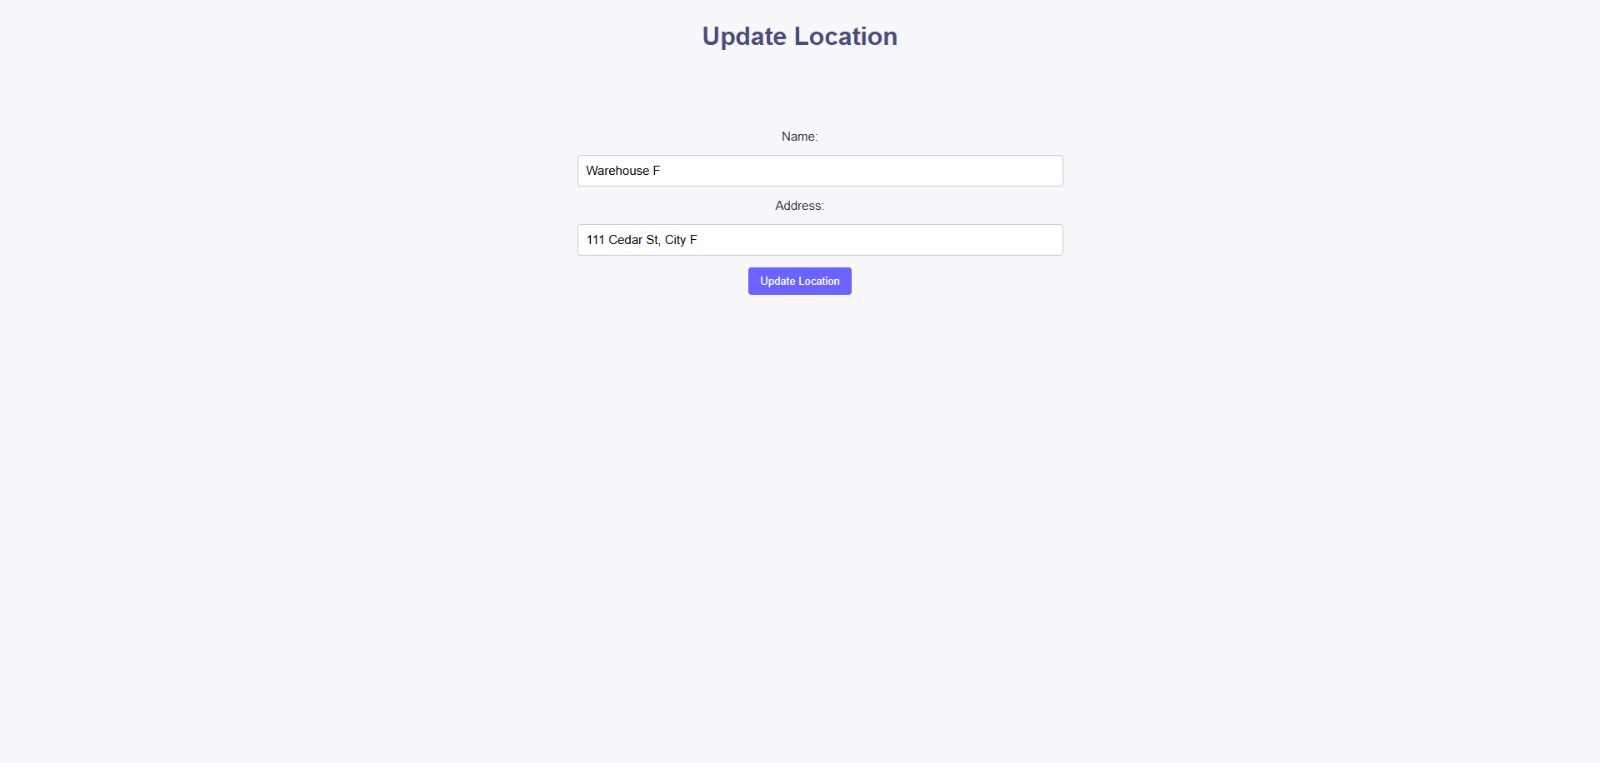 Update Location
Name:
Warehouse F
Address:
111 Cedar St, City F
Update Location